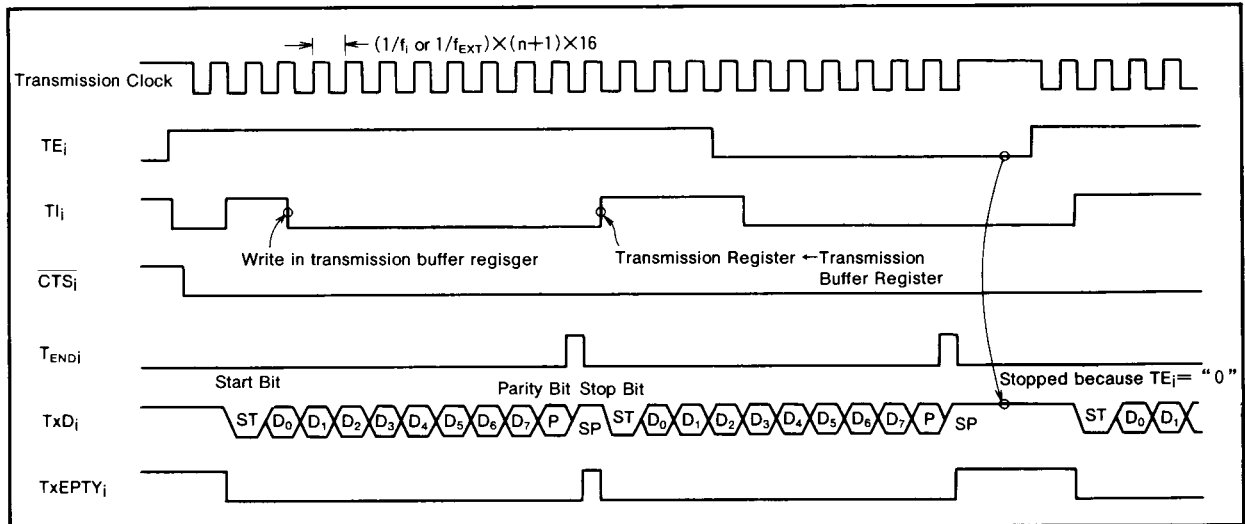 (1/fi or 1/fEXT)×(n+1)×16
Transmission Clock
TEi
TIi
Write in transmission buffer regisger
Transmission Register ←Transmission
Buffer Register
CTSi
TENDi
Start Bit
Parity Bit Stop Bit
Stopped because TEi= “0”
TxDi
ST D0 D1 D2 D3 D4 D5 D6 D7 P SP ST D0 D1 D2 D3 D4 D5 D6 D7 P SP ST D0 D1
TxEPTYi